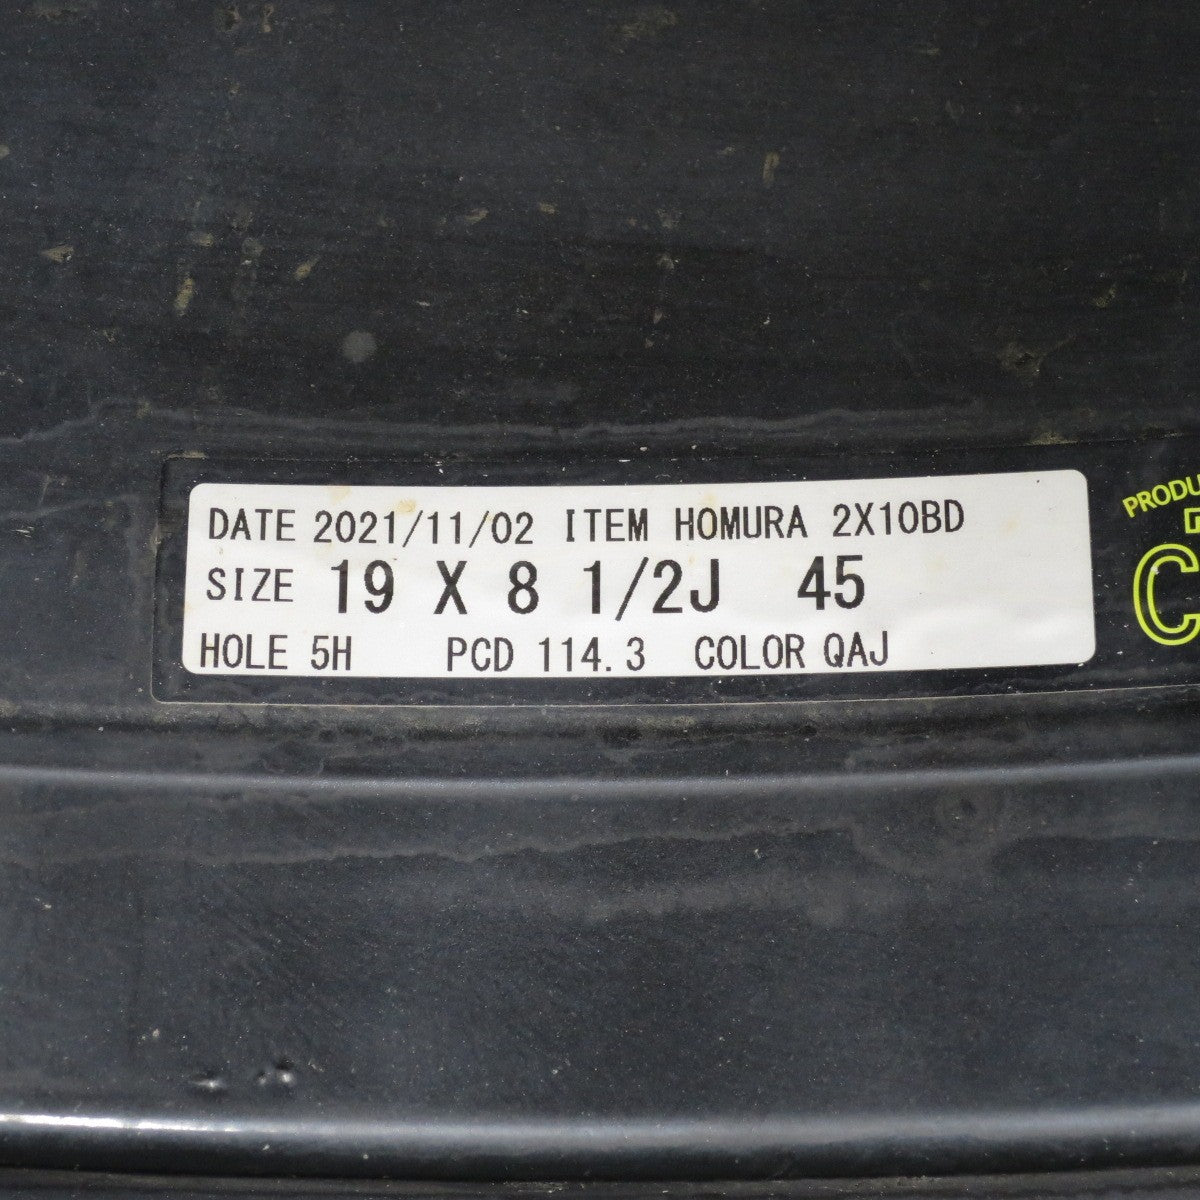 DATE 2021/11/02 ITEM HOMURA 2X10BD
SIZE 19 X 8 1/2J 45
HOLE 5H PCD 114.3 COLOR QAJ